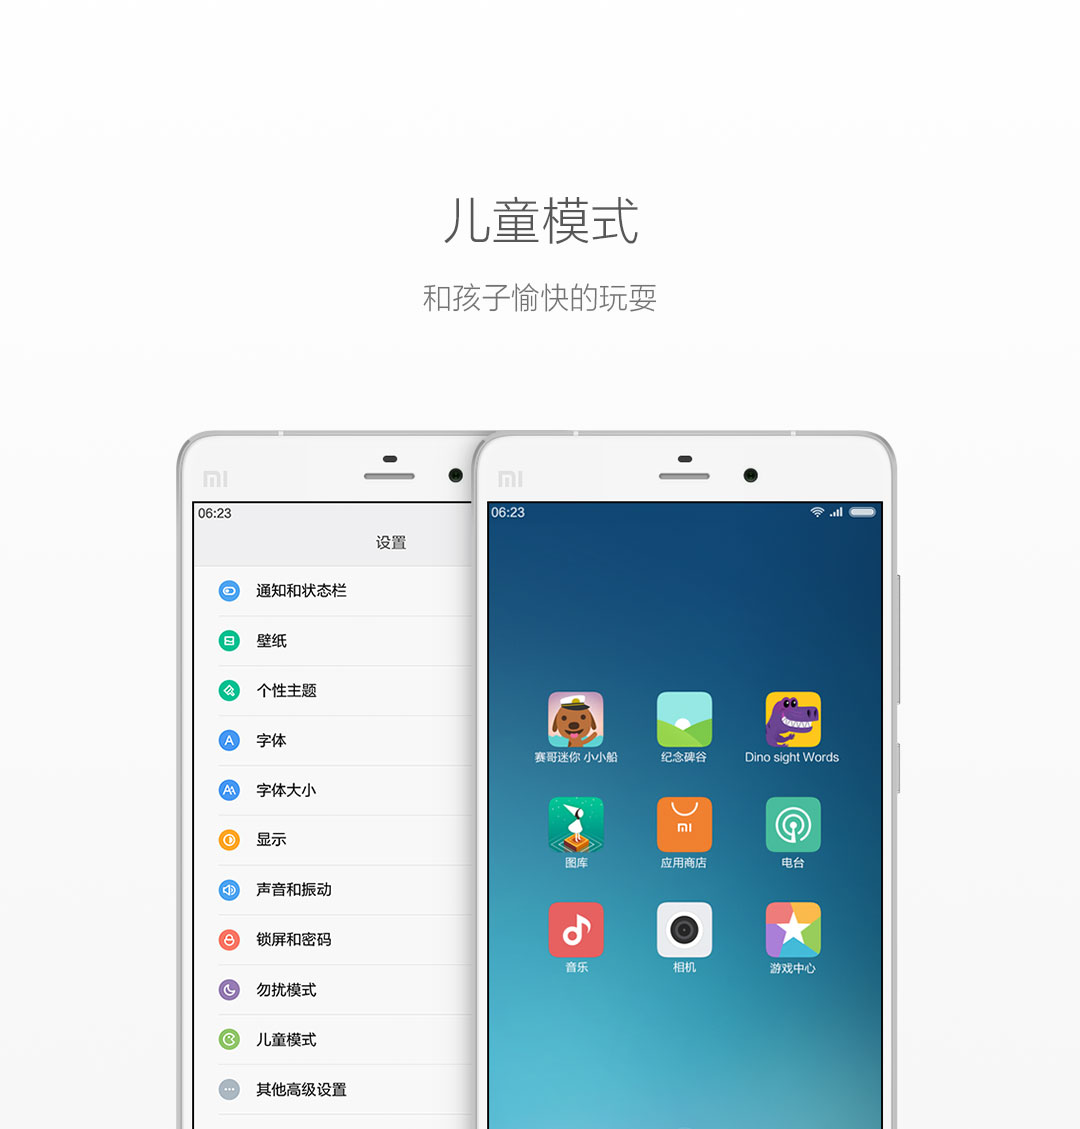 儿童模式
和孩子愉快的玩耍
MI
06:23
设置
通知和状态栏
壁纸
个性主题
A 字体
AA 字体大小
显示
声音和振动
锁屏和密码
勿扰模式
儿童模式
其他高级设置
MI
06:23
赛哥迷你 小小船 纪念碑谷 Dino sight Words
MI
图库 应用商店 电台
音乐 相机 游戏中心